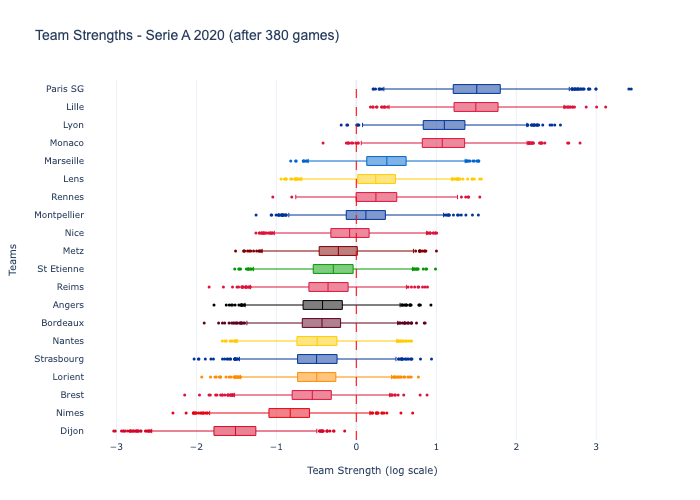 Team Strengths - Serie A 2020 (after 380 games)
Paris SG
Lille
Lyon
Monaco
Marseille
Lens
Rennes
Montpellier
Nice
Metz
St Etienne
Reims
Angers
Bordeaux
Nantes
Strasbourg
Lorient
Brest
Nimes
Dijon
Teams
−3 −2 −1 0 1 2 3
Team Strength (log scale)